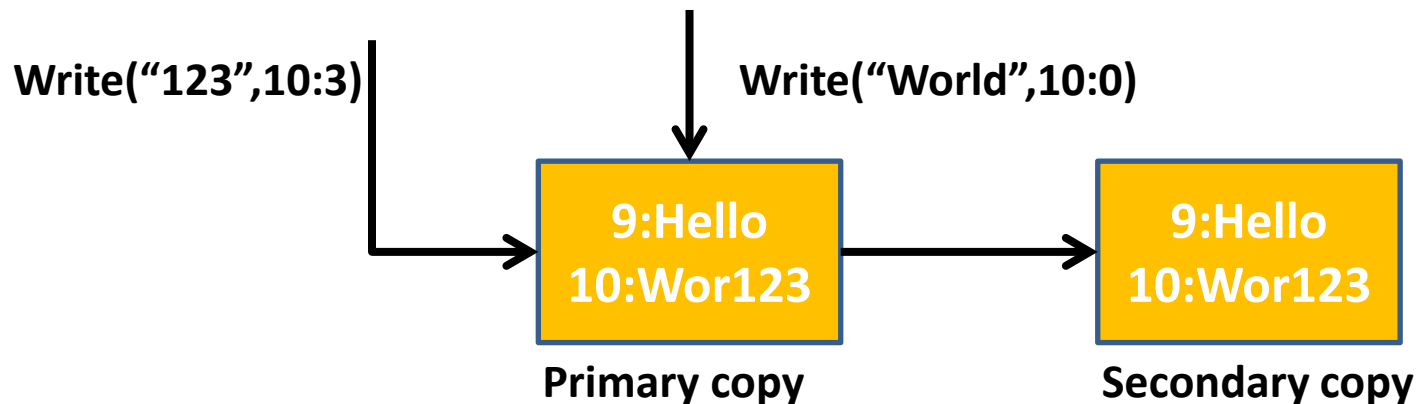 Write(“123”,10:3)
Write(“World”,10:0)
9:Hello
10:Wor123
9:Hello
10:Wor123
Primary copy
Secondary copy